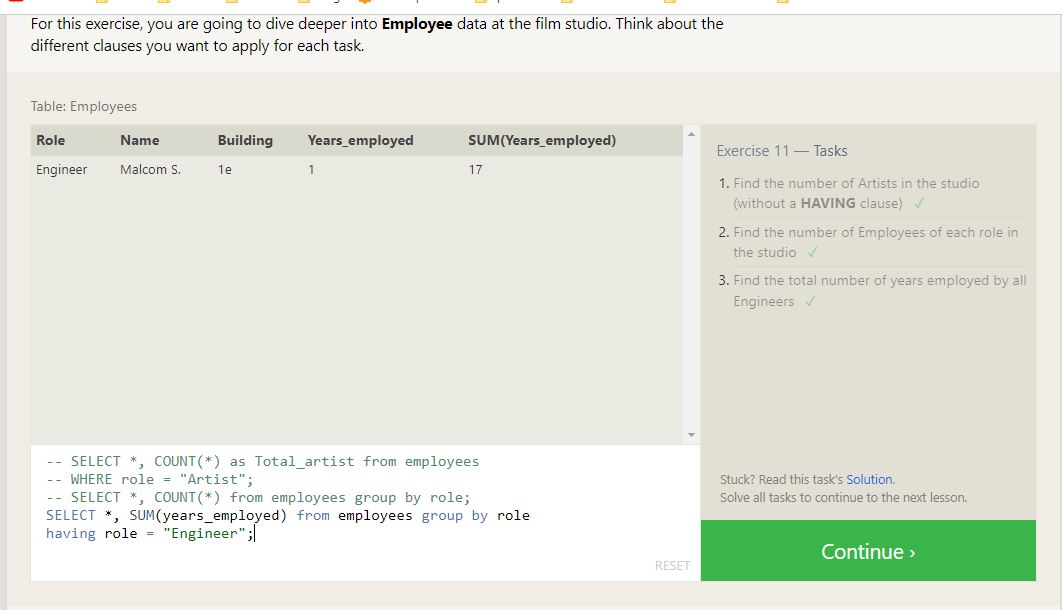 For this exercise, you are going to dive deeper into Employee data at the film studio. Think about the
different clauses you want to apply for each task.
Table: Employees
Role Name Building Years_employed SUM(Years_employed)
Engineer Malcom S. 1e 1 17
Exercise 11 — Tasks
1. Find the number of Artists in the studio
(without a HAVING clause) ✓
2. Find the number of Employees of each role in
the studio ✓
3. Find the total number of years employed by all
Engineers ✓
-- SELECT *, COUNT(*) as Total_artist from employees
-- WHERE role = "Artist";
-- SELECT *, COUNT(*) from employees group by role;
SELECT *, SUM(years_employed) from employees group by role
having role = "Engineer";
RESET
Stuck? Read this task's Solution.
Solve all tasks to continue to the next lesson.
Continue ›